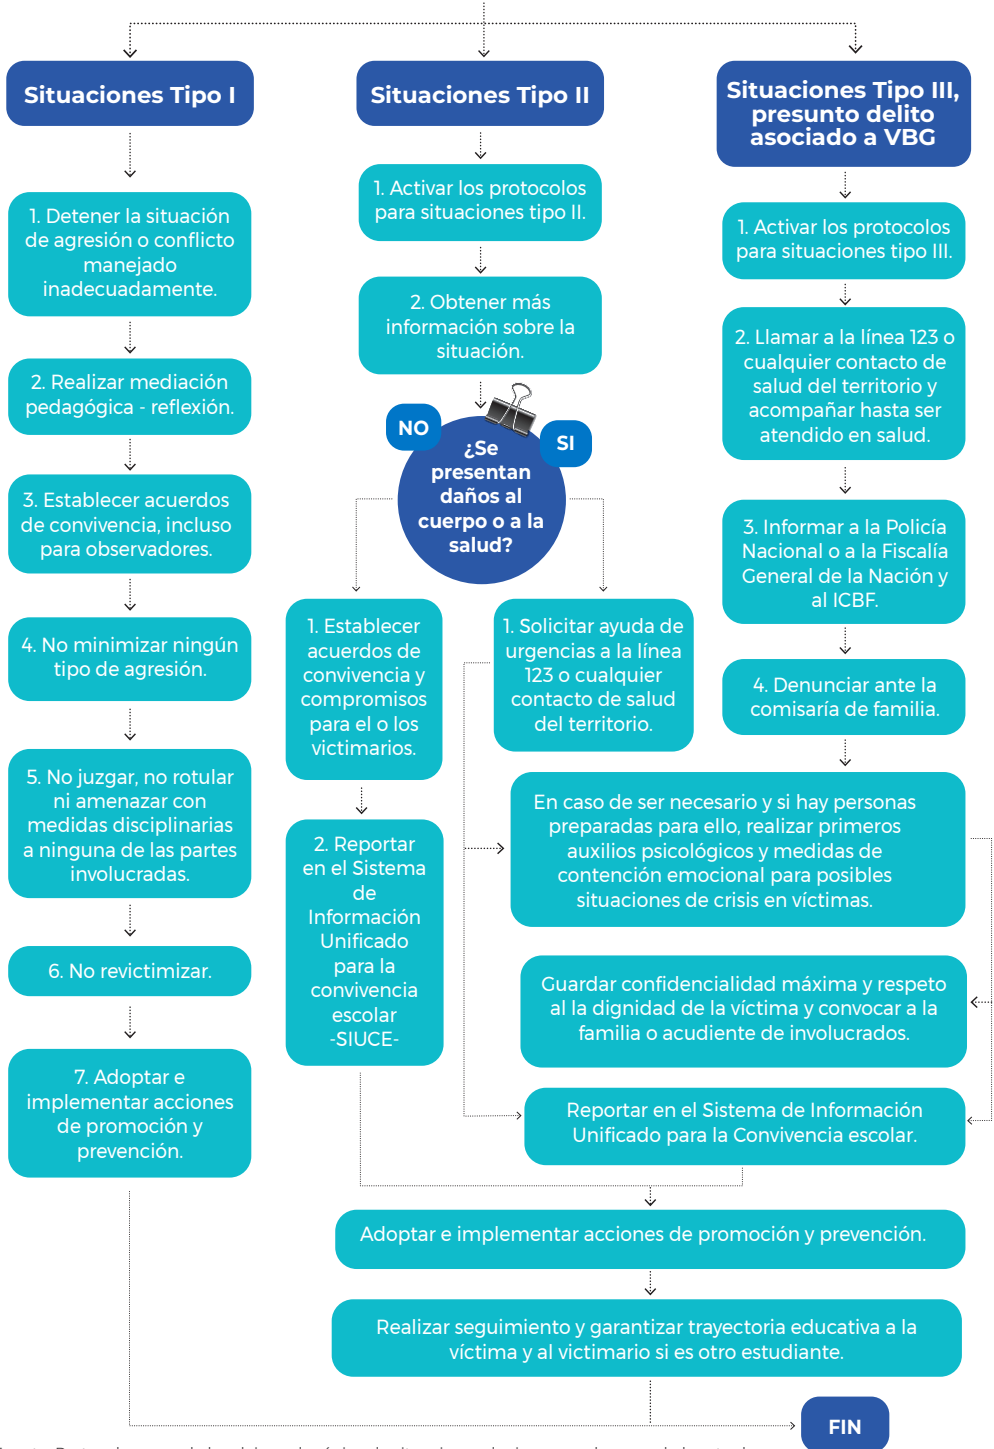 Situaciones Tipo I
1. Detener la situación
de agresión o conflicto
manejado
inadecuadamente.
2. Realizar mediación
pedagógica - reflexión.
3. Establecer acuerdos
de convivencia, incluso
para observadores.
4. No minimizar ningún
tipo de agresión.
5. No juzgar, no rotular
ni amenazar con
medidas disciplinarias
a ninguna de las partes
involucradas.
6. No revictimizar.
7. Adoptar e
implementar acciones
de promoción y
prevención.
Situaciones Tipo II
1. Activar los protocolos
para situaciones tipo II.
2. Obtener más
información sobre la
situación.
NO
SI
¿Se
presentan
daños al
cuerpo o a la
salud?
1. Establecer
acuerdos de
convivencia y
compromisos
para el o los
victimarios.
2. Reportar
en el Sistema
de
Información
Unificado
para la
convivencia
escolar
-SIUCE-
1. Solicitar ayuda de
urgencias a la línea
123 o cualquier
contacto de salud
del territorio.
Situaciones Tipo III,
presunto delito
asociado a VBG
1. Activar los protocolos
para situaciones tipo III.
2. Llamar a la línea 123 o
cualquier contacto de
salud del territorio y
acompañar hasta ser
atendido en salud.
3. Informar a la Policía
Nacional o a la Fiscalía
General de la Nación y
al ICBF.
4. Denunciar ante la
comisaría de familia.
En caso de ser necesario y si hay personas
preparadas para ello, realizar primeros
auxilios psicológicos y medidas de
contención emocional para posibles
situaciones de crisis en víctimas.
Guardar confidencialidad máxima y respeto
al la dignidad de la víctima y convocar a la
familia o acudiente de involucrados.
Reportar en el Sistema de Información
Unificado para la Convivencia escolar.
Adoptar e implementar acciones de promoción y prevención.
Realizar seguimiento y garantizar trayectoria educativa a la
víctima y al victimario si es otro estudiante.
FIN